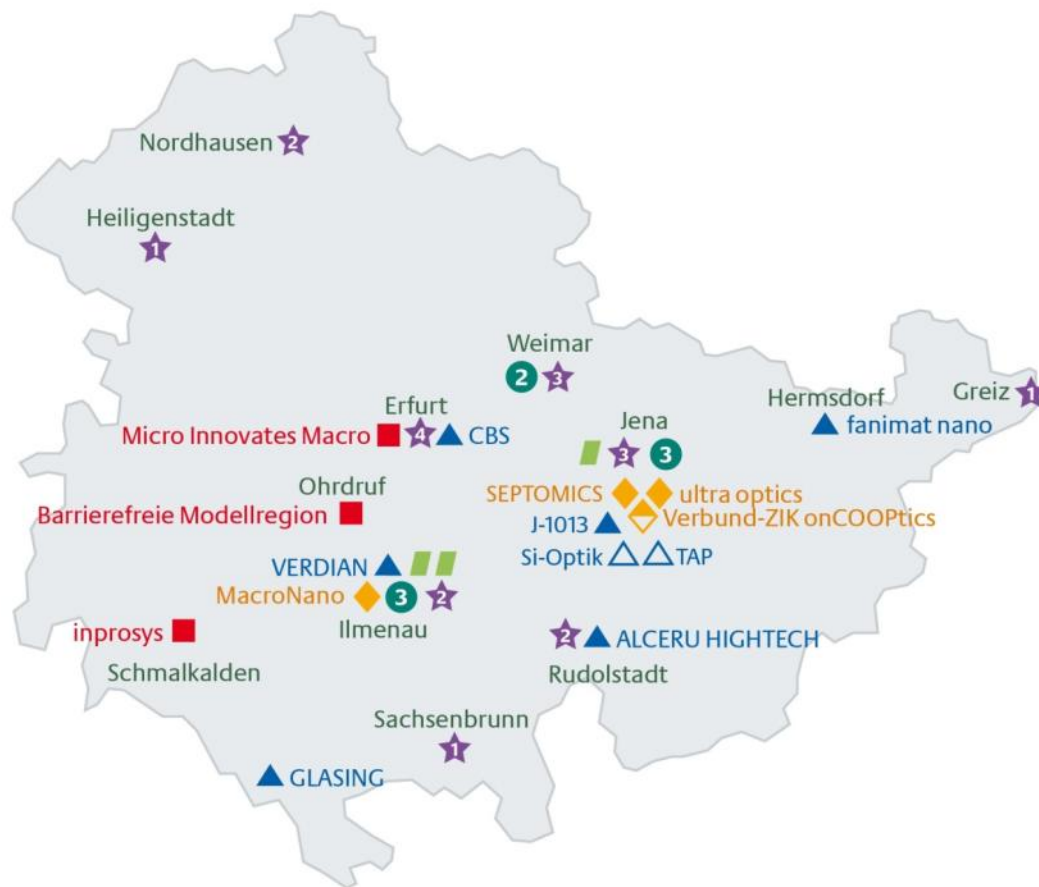 Nordhausen 2
Heiligenstadt
1
Weimar
2 3
Hermsdorf
Greiz 1
fanimat nano
Erfurt
Micro Innovates Macro 4 CBS
Jena
3 3
Ohrdruf
Barrierefreie Modellregion
SEPTOMICS ultra optics
Verbund-ZIK onCOOPtics
J-1013
Si-Optik TAP
VERDIAN
MacroNano 3 2
Ilmenau
inprosys
Schmalkalden
2 ALCERU HIGHTECH
Rudolstadt
Sachsenbrunn
1
GLASING